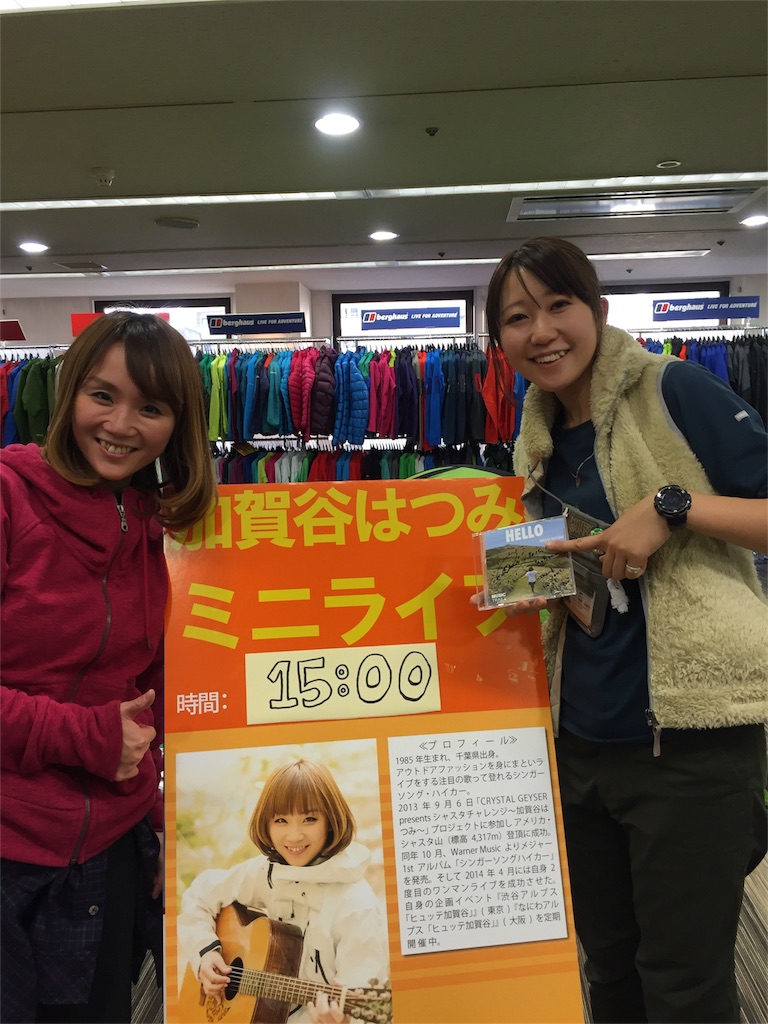 berghaus LIVE FOR ADVENTURE
berghaus LIVE FOR ADVENTURE
berghaus LIVE FOR ADVENTURE
加賀谷はつみ
HELLO
ミニライブ
時間: 15:00
≪プロフィール≫
1985年生まれ、千葉県出身。
アウトドアファッションを身にまといラ
イブをする注目の歌って登れるシンガー
ソング・ハイカー。
2013年9月6日「CRYSTAL GEYSER
presents シャスタチャレンジ〜加賀谷は
つみ〜」プロジェクトに参加しアメリカ・
シャスタ山（標高 4,317m）登頂に成功。
同年10月、Warner Music よりメジャー
1st アルバム「シンガーソングハイカー」
を発売。そして 2014 年 4 月には自身 2
度目のワンマンライブを成功させた。
自身の企画イベント『渋谷アルプス
「ヒュッテ加賀谷」』(東京)『なにわアル
プス「ヒュッテ加賀谷」』(大阪)を定期
開催中。